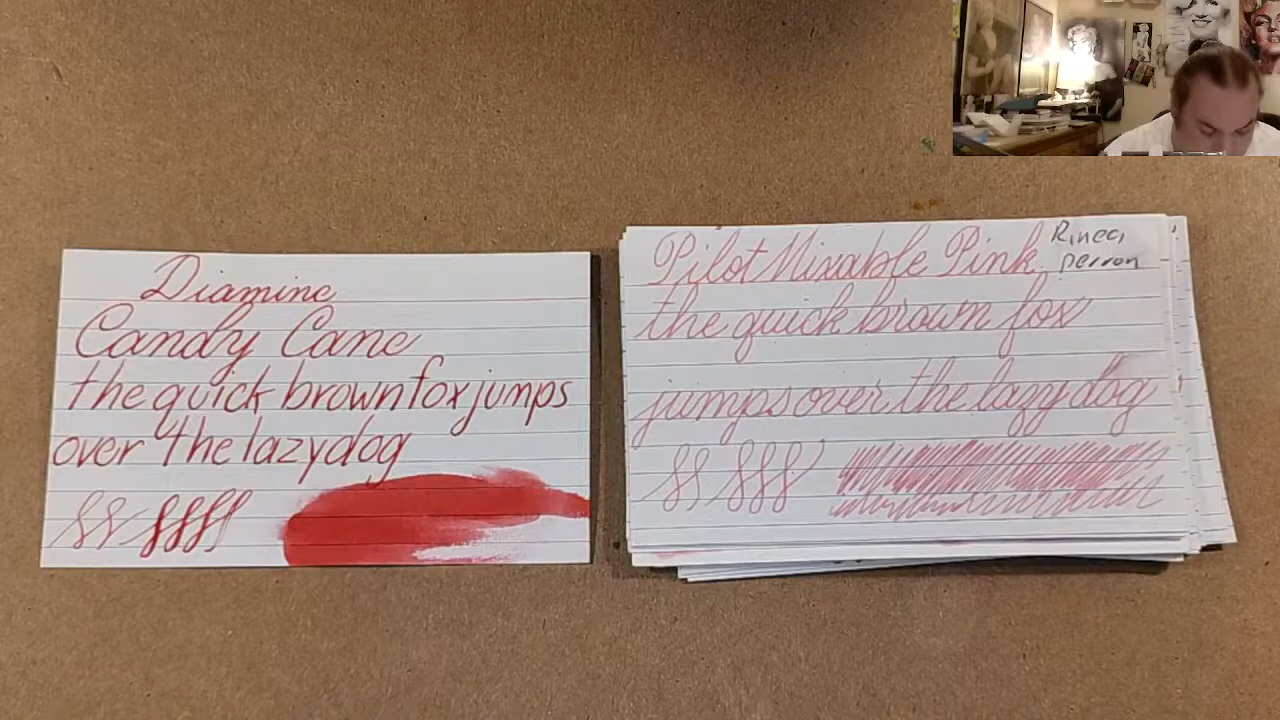 Diamine
Candy Cane
the quick brown fox jumps
over the lazy dog
Pilot Mixable Pink
the quick brown fox
jumps over the lazy dog